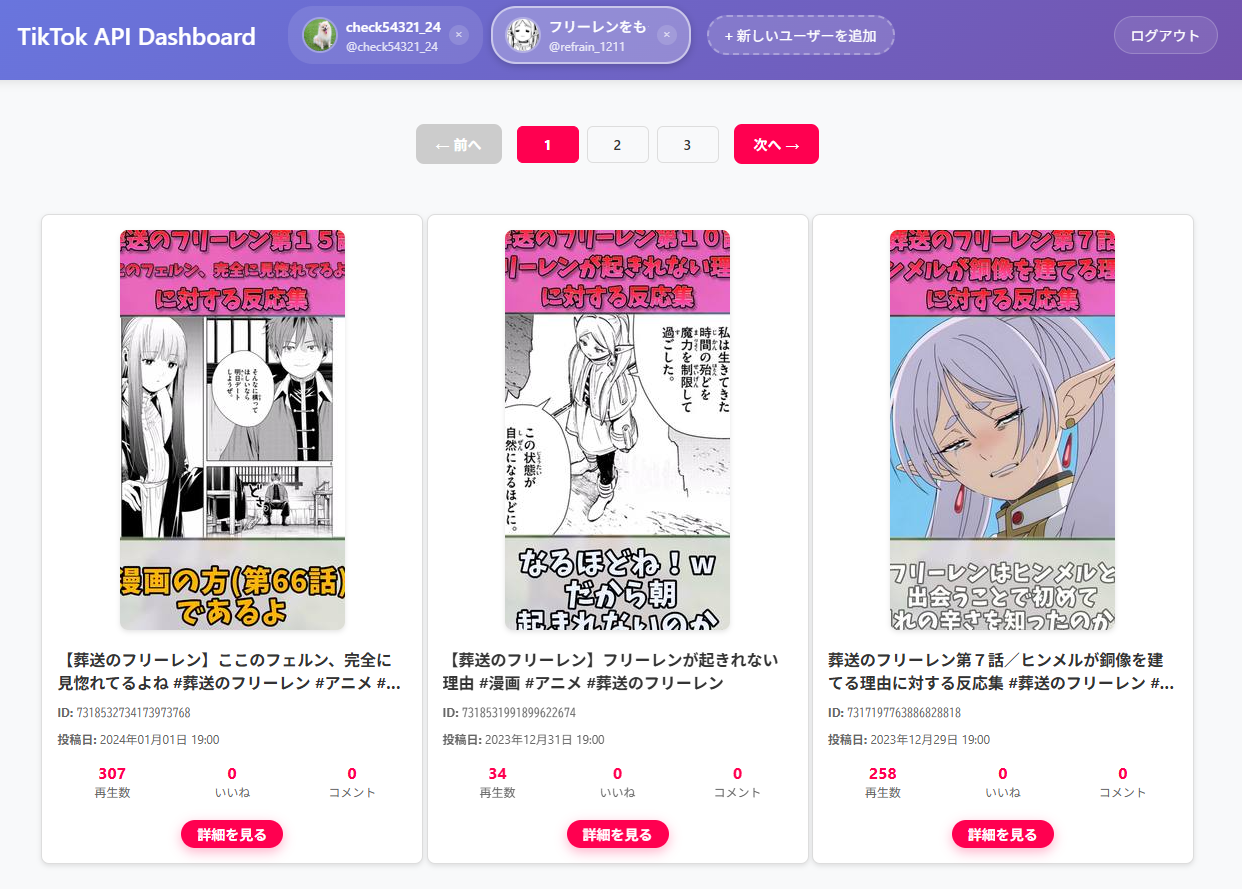 TikTok API Dashboard
check54321_24
@check54321_24
×
フリーレンをも
@refrain_1211
×
+ 新しいユーザーを追加
ログアウト
← 前へ
1
2
3
次へ →
葬送のフリーレン第１５話
このフェルン、完全に見惚れてるよ
に対する反応集
そんなに構って
ほしいなら
明日デート
しようぜ。
漫画の方(第66話)
であるよ
【葬送のフリーレン】ここのフェルン、完全に
見惚れてるよね #葬送のフリーレン #アニメ #...
ID: 7318532734173973768
投稿日: 2024年01月01日 19:00
307
再生数
0
いいね
0
コメント
詳細を見る
葬送のフリーレン第１０話
リーレンが起きれない理
に対する反応集
私は生きてきた
時間の殆どを
魔力を制限して
過ごした。
この状態が
自然になるほどに。
なるほどね！ｗ
だから朝
起まれないのか
【葬送のフリーレン】フリーレンが起きれない
理由 #漫画 #アニメ #葬送のフリーレン
ID: 7318531991899622674
投稿日: 2023年12月31日 19:00
34
再生数
0
いいね
0
コメント
詳細を見る
葬送のフリーレン第７話
ンメルが銅像を建てる理
に対する反応集
フリーレンはヒンメルと
出会うことで初めて
れの辛さを知ったのか
葬送のフリーレン第７話／ヒンメルが銅像を建
てる理由に対する反応集 #葬送のフリーレン #...
ID: 7317197763886828818
投稿日: 2023年12月29日 19:00
258
再生数
0
いいね
0
コメント
詳細を見る